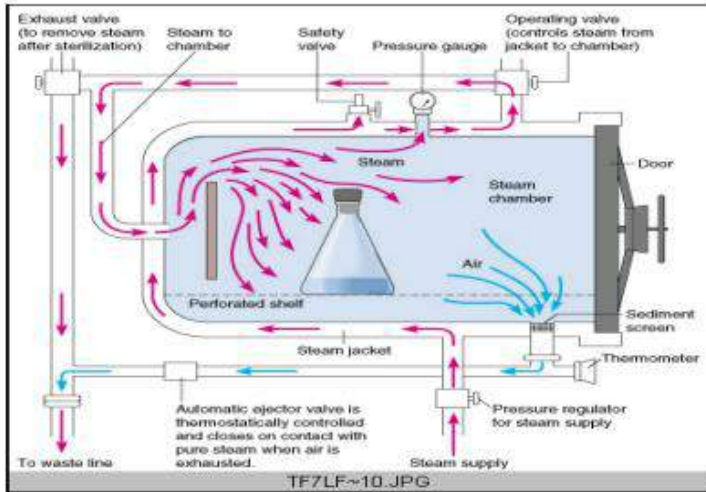 Exhaust valve
(to remove steam
after sterilization)
Steam to
chamber
Safety
valve
Pressure gauge
Operating valve
(controls steam from
jacket to chamber)
Steam
Steam
chamber
Door
Air
Perforated shelf
Sediment
screen
Steam jacket
Thermometer
Automatic ejector valve is
thermostatically controlled
and closes on contact with
pure steam when air is
exhausted.
Pressure regulator
for steam supply
To waste line
Steam supply
TF7LF~10.JPG